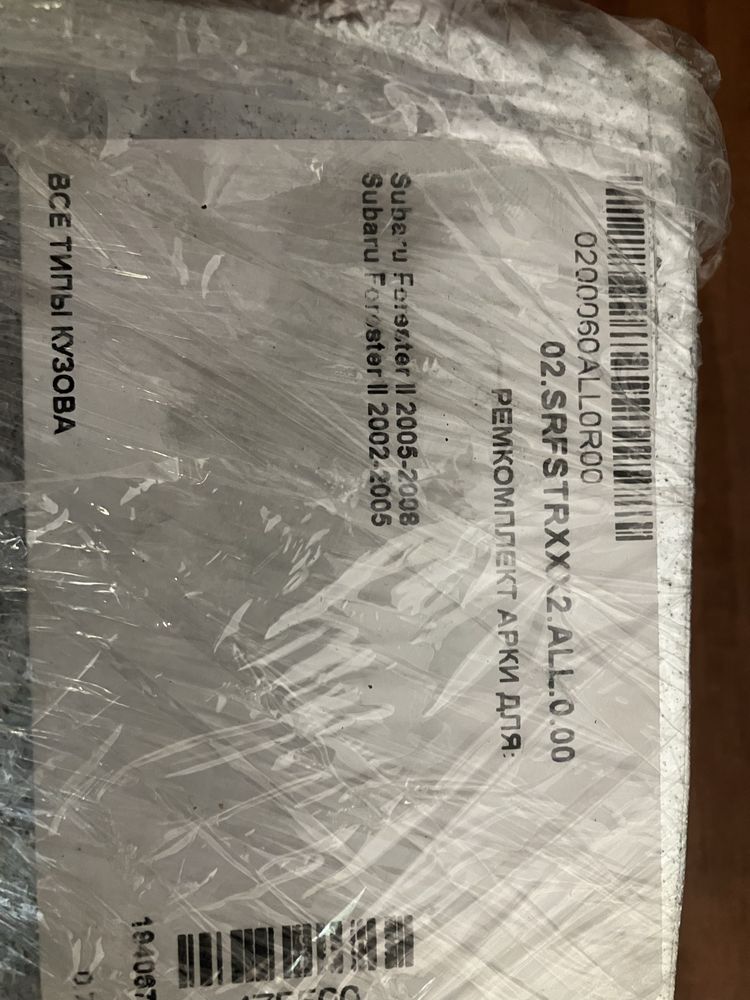 0200060ALL0R00
02.SRFSTRXXX2.ALL.0.00
РЕМКОМПЛЕКТ АРКИ ДЛЯ:
Subaru Forester II 2005-2008
Subaru Forester II 2002-2005
ВСЕ ТИПЫ КУЗОВА